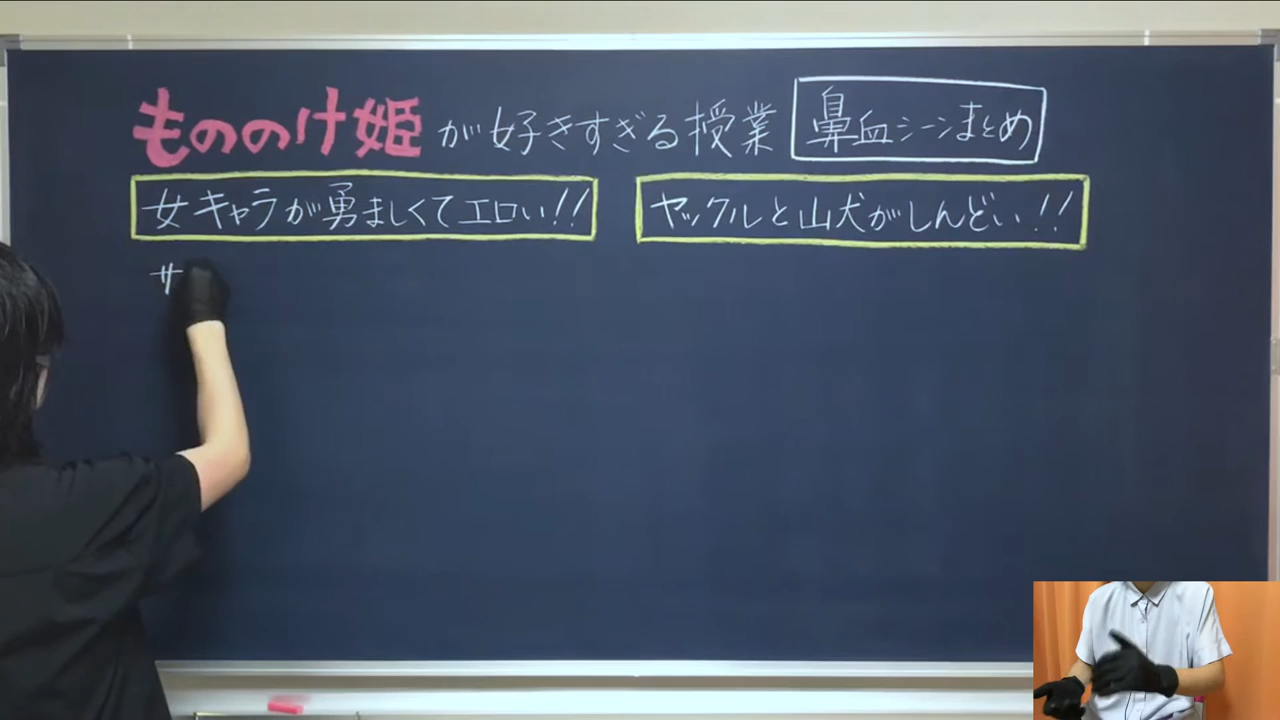 もののけ姫が好きすぎる授業 鼻血シーンまとめ
女キャラが勇ましくてエロい!!
ヤックルと山犬がしんどい!!
サ